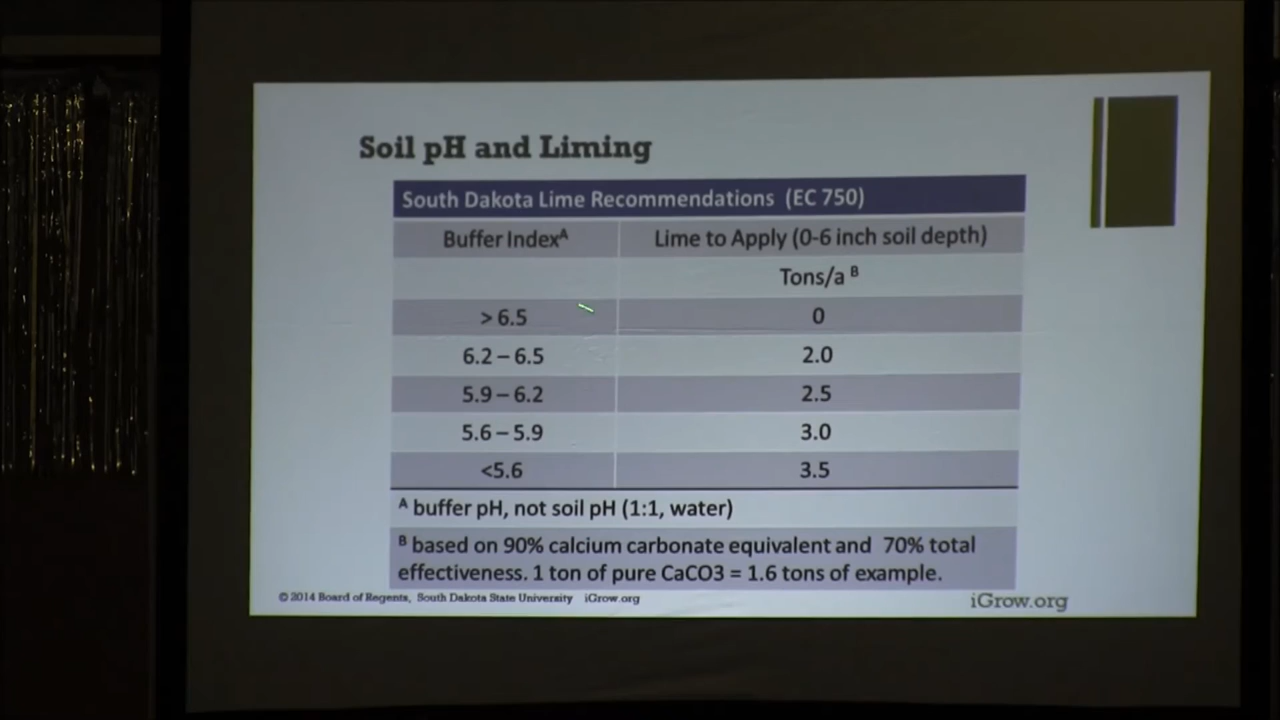 Soil pH and Liming
South Dakota Lime Recommendations (EC 750)
Buffer Indexᴬ Lime to Apply (0-6 inch soil depth)
Tons/a ᴮ
> 6.5 0
6.2 – 6.5 2.0
5.9 – 6.2 2.5
5.6 – 5.9 3.0
<5.6 3.5
ᴬ buffer pH, not soil pH (1:1, water)
ᴮ based on 90% calcium carbonate equivalent and 70% total
effectiveness. 1 ton of pure CaCO3 = 1.6 tons of example.
© 2014 Board of Regents, South Dakota State University iGrow.org
iGrow.org